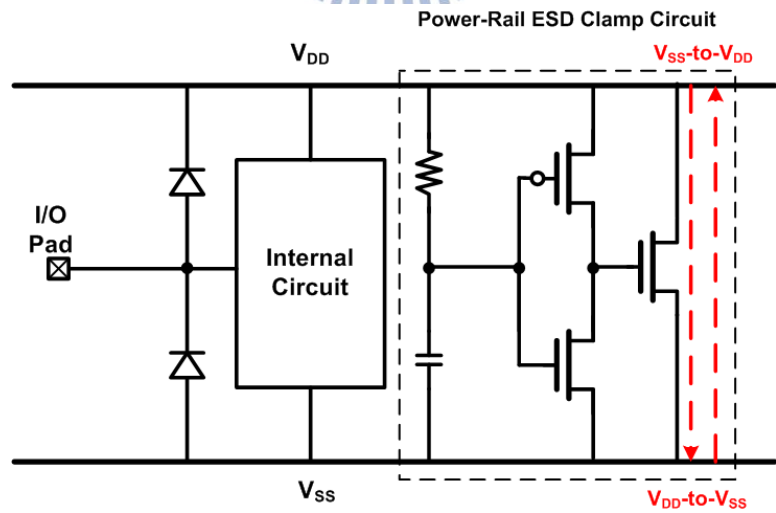 Power-Rail ESD Clamp Circuit
VDD
VSS-to-VDD
I/O
Pad
Internal
Circuit
VSS
VDD-to-VSS